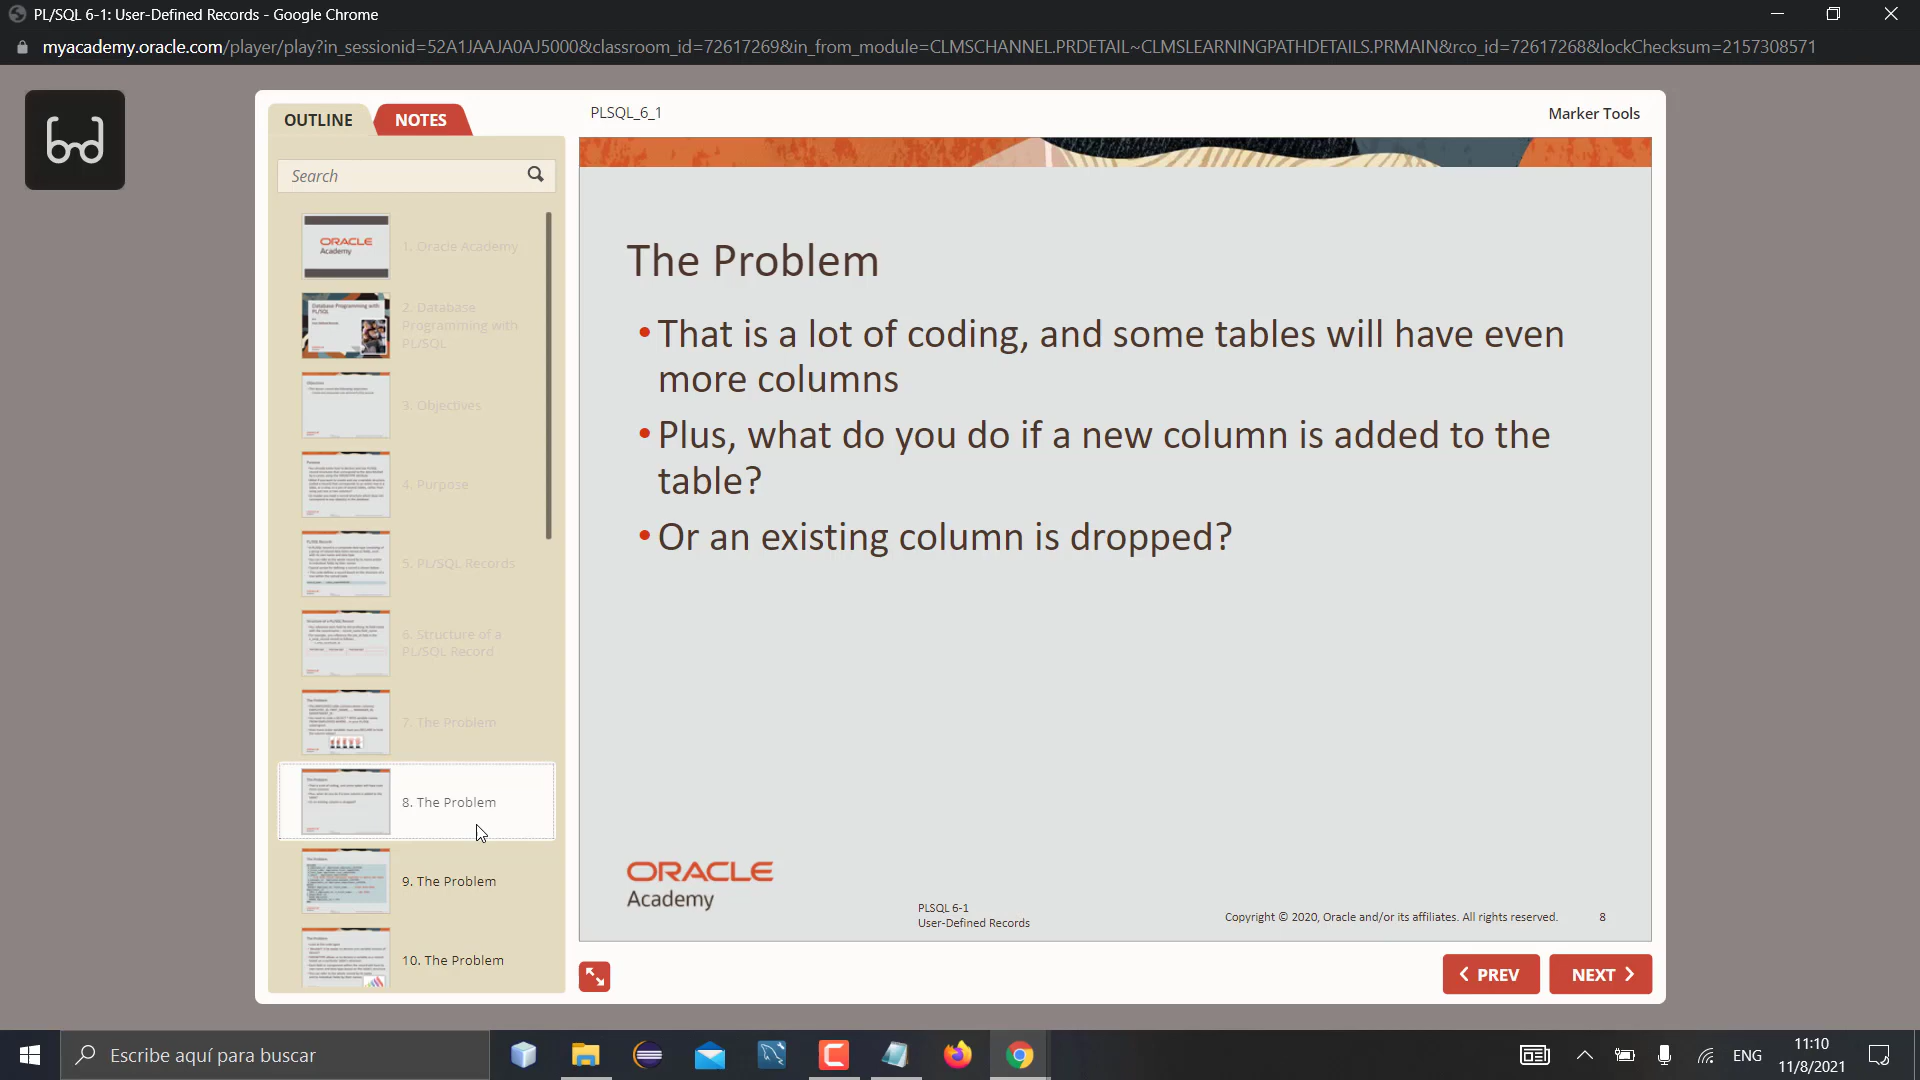 PL/SQL 6-1: User-Defined Records - Google Chrome
myacademy.oracle.com/player/play?in_sessionid=52A1JAAJA0AJ5000&classroom_id=72617269&in_from_module=CLMSCHANNEL.PRDETAIL~CLMSLEARNINGPATHDETAILS.PRMAIN&rco_id=72617268&lockChecksum=2157308571
OUTLINE
NOTES
PLSQL_6_1
Marker Tools
Search
ORACLE
Academy
1. Oracle Academy
Database Programming with
PL/SQL
2. Database
Programming with
PL/SQL
3. Objectives
4. Purpose
5. PL/SQL Records
6. Structure of a
PL/SQL Record
7. The Problem
8. The Problem
9. The Problem
10. The Problem
The Problem
•That is a lot of coding, and some tables will have even
more columns
•Plus, what do you do if a new column is added to the
table?
•Or an existing column is dropped?
ORACLE
Academy
PLSQL 6-1
User-Defined Records
Copyright © 2020, Oracle and/or its affiliates. All rights reserved.
8
PREV
NEXT
Escribe aquí para buscar
ENG
11:10
11/8/2021